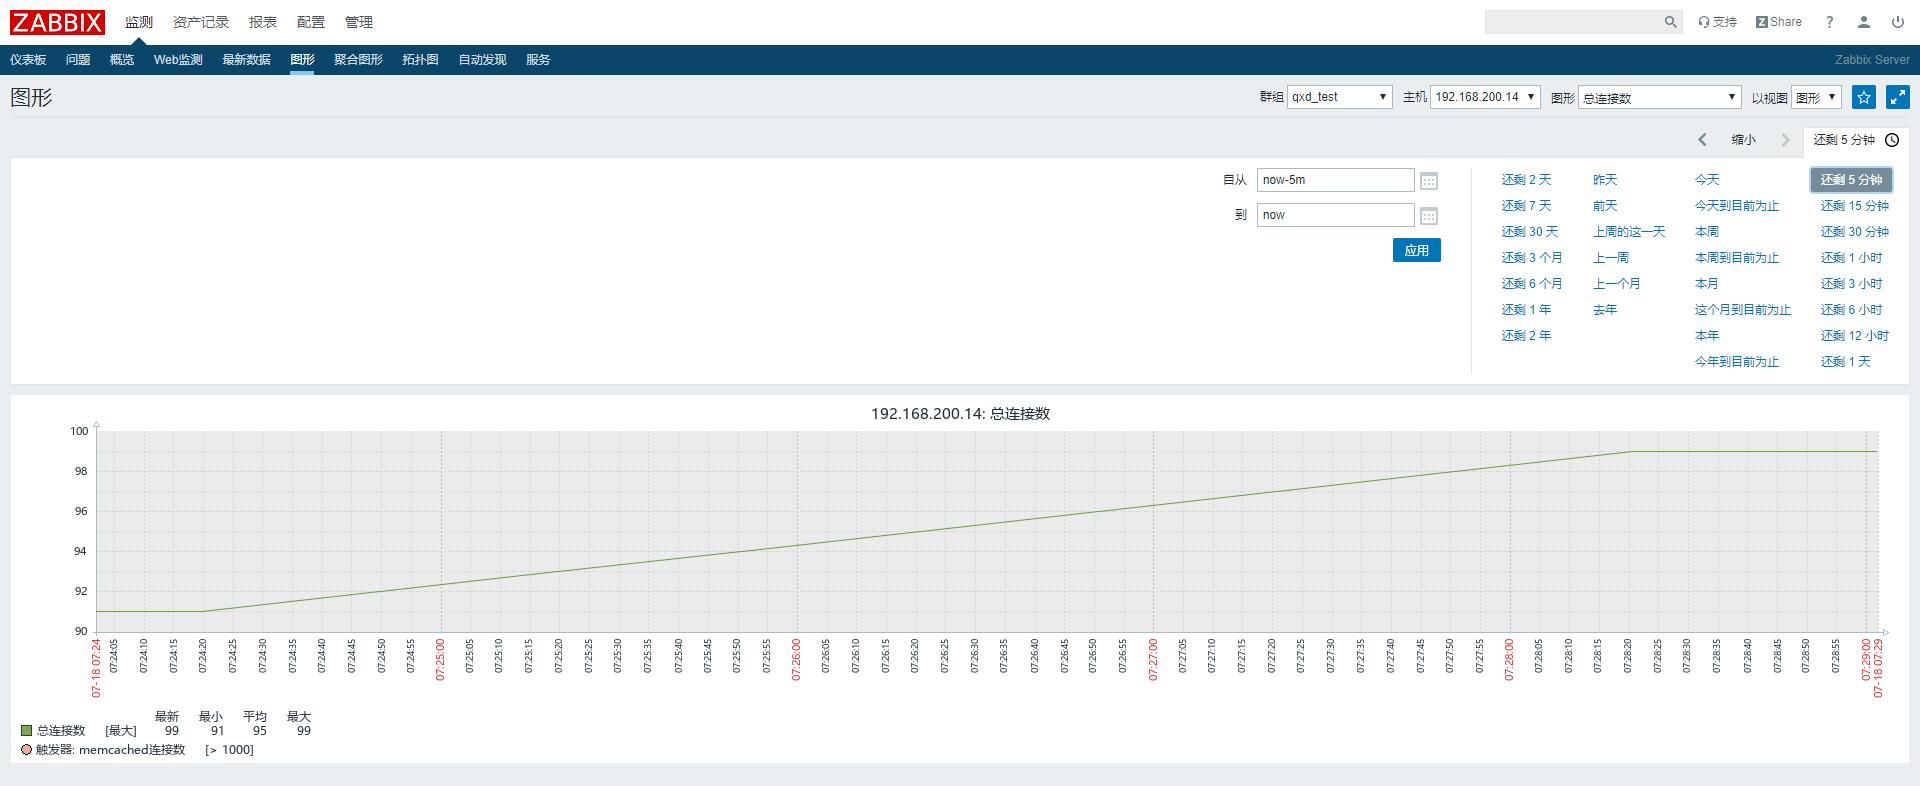 ZABBIX 监测 资产记录 报表 配置 管理 支持 Z Share ?
仪表板 问题 概览 Web监测 最新数据 图形 聚合图形 拓扑图 自动发现 服务 Zabbix Server
图形 群组 qxd_test 主机 192.168.200.14 图形 总连接数 以视图 图形
缩小 还剩 5 分钟
自从 now-5m 还剩 2 天 昨天 今天 还剩 5 分钟
还剩 7 天 前天 今天到目前为止 还剩 15 分钟
到 now
还剩 30 天 上周的这一天 本周 还剩 30 分钟
应用
还剩 3 个月 上一周 本周到目前为止 还剩 1 小时
还剩 6 个月 上一个月 本月 还剩 3 小时
还剩 1 年 去年 这个月到目前为止 还剩 6 小时
还剩 2 年 本年 还剩 12 小时
今年到目前为止 还剩 1 天
192.168.200.14: 总连接数
100
98
96
94
92
90
07-18 07:24 07:24:05 07:24:10 07:24:15 07:24:20 07:24:25 07:24:30 07:24:35 07:24:40 07:24:45 07:24:50 07:24:55 07:25:00 07:25:05 07:25:10 07:25:15 07:25:20 07:25:25 07:25:30 07:25:35 07:25:40 07:25:45 07:25:50 07:25:55 07:26:00 07:26:05 07:26:10 07:26:15 07:26:20 07:26:25 07:26:30 07:26:35 07:26:40 07:26:45 07:26:50 07:26:55 07:27:00 07:27:05 07:27:10 07:27:15 07:27:20 07:27:25 07:27:30 07:27:35 07:27:40 07:27:45 07:27:50 07:27:55 07:28:00 07:28:05 07:28:10 07:28:15 07:28:20 07:28:25 07:28:30 07:28:35 07:28:40 07:28:45 07:28:50 07:28:55 07:29:00 07-18 07:29
最新 最小 平均 最大
总连接数 [最大] 99 91 95 99
触发器: memcached连接数 [> 1000]